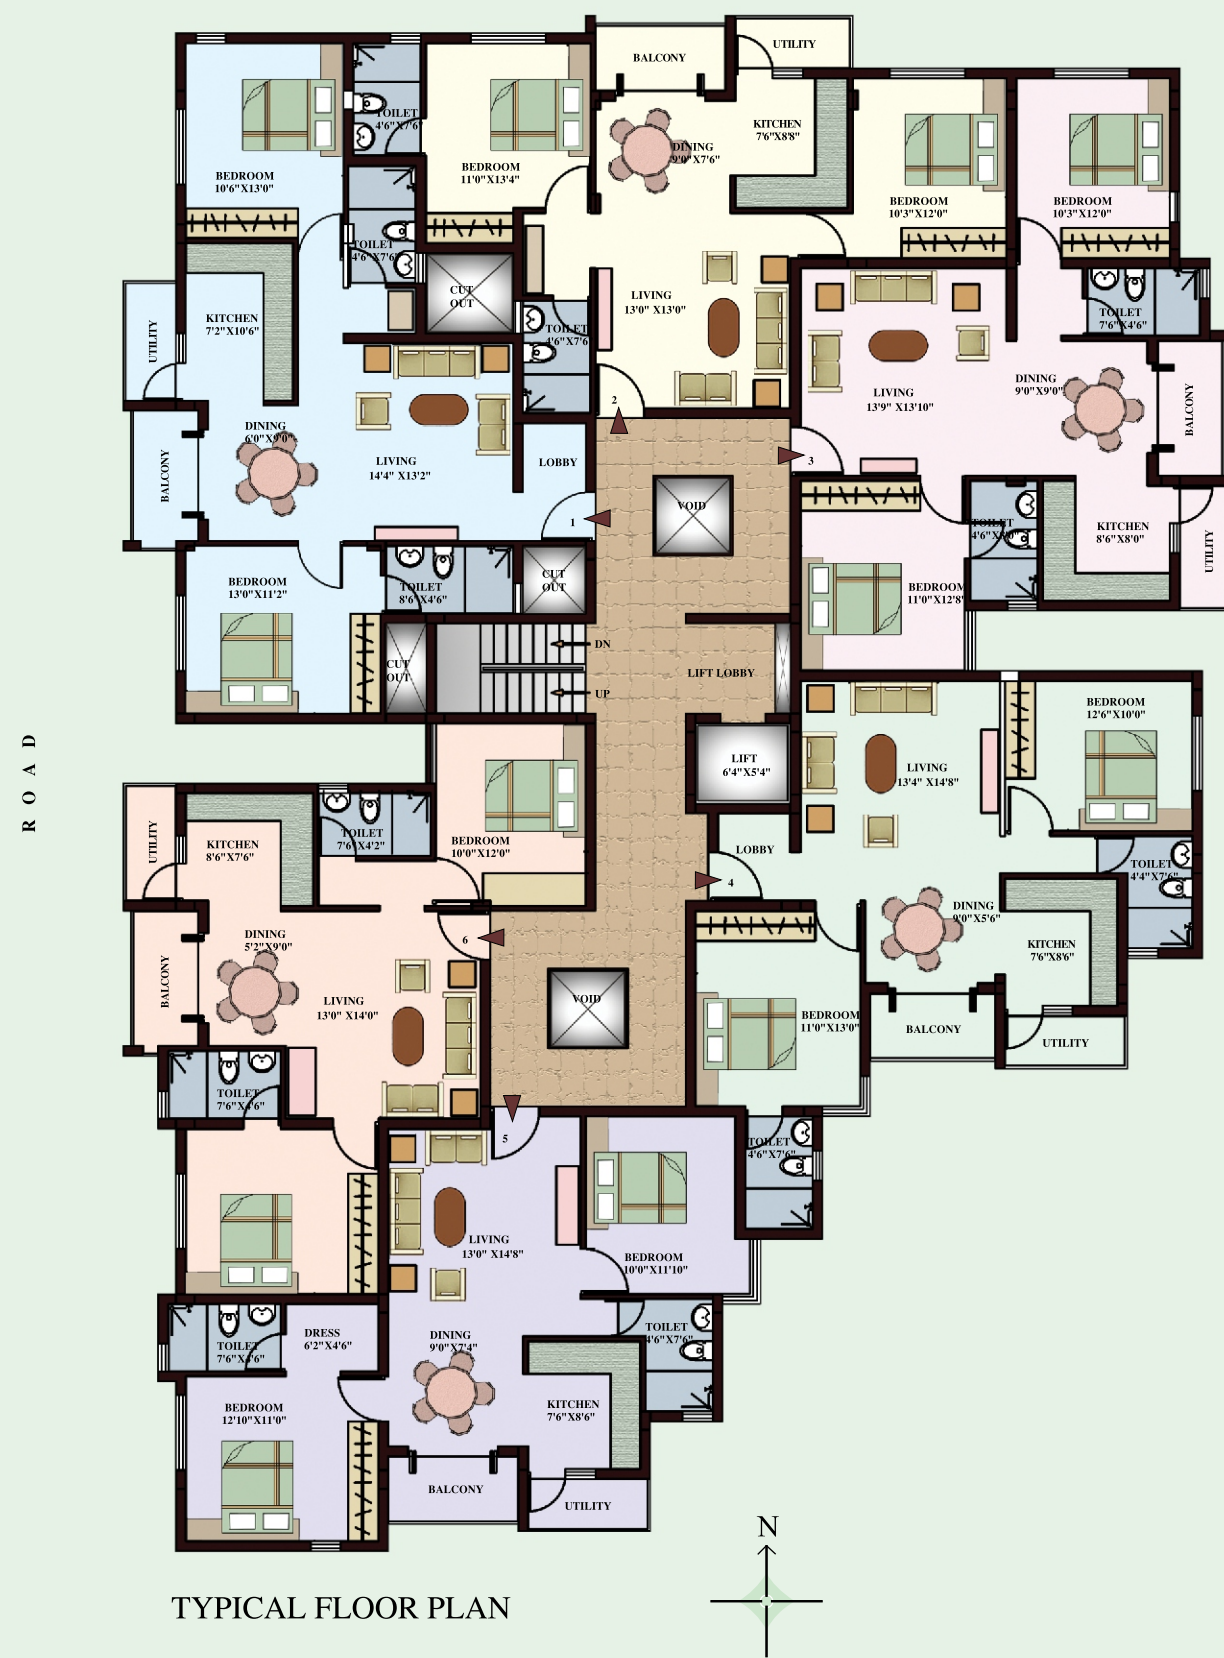 UTILITY
BALCONY
KITCHEN
7'6"X8'8"
DINING
9'0"X7'6"
TOILET
4'6"X7'6"
BEDROOM
11'0"X13'4"
BEDROOM
10'6"X13'0"
BEDROOM
10'3"X12'0"
BEDROOM
10'3"X12'0"
TOILET
4'6"X7'6"
CUT
OUT
LIVING
13'0" X13'0"
TOILET
4'6"X7'6
KITCHEN
7'2"X10'6"
UTILITY
TOILET
7'6"X4'6"
DINING
9'0"X9'0"
LIVING
13'9" X13'10"
BALCONY
2
DINING
6'0"X9'0"
LIVING
14'4" X13'2"
LOBBY
BALCONY
3
VOID
1
TOILET
KITCHEN
8'6"X8'0"
UTILITY
BEDROOM
13'0"X11'2"
TOILET
8'6"X4'6"
CUT
OUT
BEDROOM
11'0"X12'8"
DN
CUT
OUT
LIFT LOBBY
UP
BEDROOM
12'6"X10'0"
ROAD
LIFT
6'4"X5'4"
LIVING
13'4" X14'8"
KITCHEN
8'6"X7'6"
UTILITY
TOILET
7'6"X4'2"
BEDROOM
10'0"X12'0"
LOBBY
4
TOILET
4'4"X7'6"
DINING
9'0"X5'6"
DINING
5'2"X9'0"
6
KITCHEN
7'6"X8'6"
BALCONY
LIVING
13'0" X14'0"
VOID
BEDROOM
11'0"X13'0"
BALCONY
UTILITY
TOILET
7'6"X4'6"
5
TOILET
4'6"X7'6"
LIVING
13'0" X14'8"
BEDROOM
10'0"X11'10"
TOILET
7'6"X4'6"
DRESS
6'2"X4'6"
DINING
9'0"X7'4"
TOILET
4'6"X7'6"
BEDROOM
12'10"X11'0"
KITCHEN
7'6"X8'6"
BALCONY
UTILITY
N
TYPICAL FLOOR PLAN